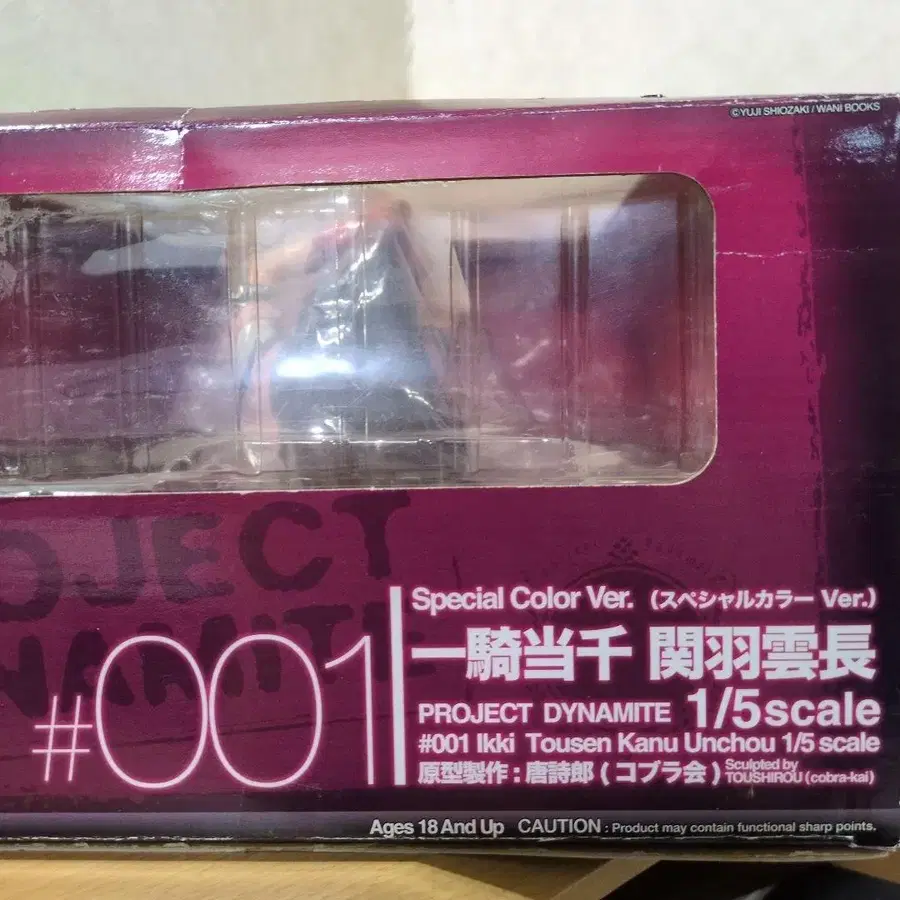 ©YUJI SHIOZAKI / WANI BOOKS
OJECT
NAMITE
#001
Special Color Ver. (スペシャルカラー Ver.)
一騎当千 関羽雲長
PROJECT DYNAMITE 1/5scale
#001 Ikki Tousen Kanu Unchou 1/5 scale
原型製作：唐詩郎(コブラ会) Sculpted by TOUSHIROU (cobra-kai)
Ages 18 And Up CAUTION : Product may contain functional sharp points.